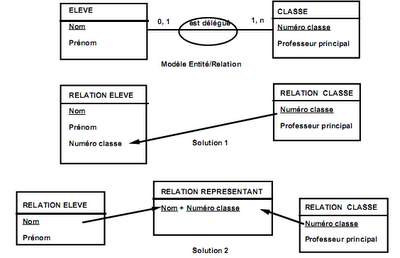 ELEVE
Nom
Prénom
0, 1
est délégué
1, n
CLASSE
Numéro classe
Professeur principal
Modèle Entité/Relation
RELATION ELEVE
Nom
Prénom
Numéro classe
RELATION CLASSE
Numéro classe
Professeur principal
Solution 1
RELATION ELEVE
Nom
Prénom
RELATION REPRESENTANT
Nom + Numéro classe
RELATION CLASSE
Numéro classe
Professeur principal
Solution 2